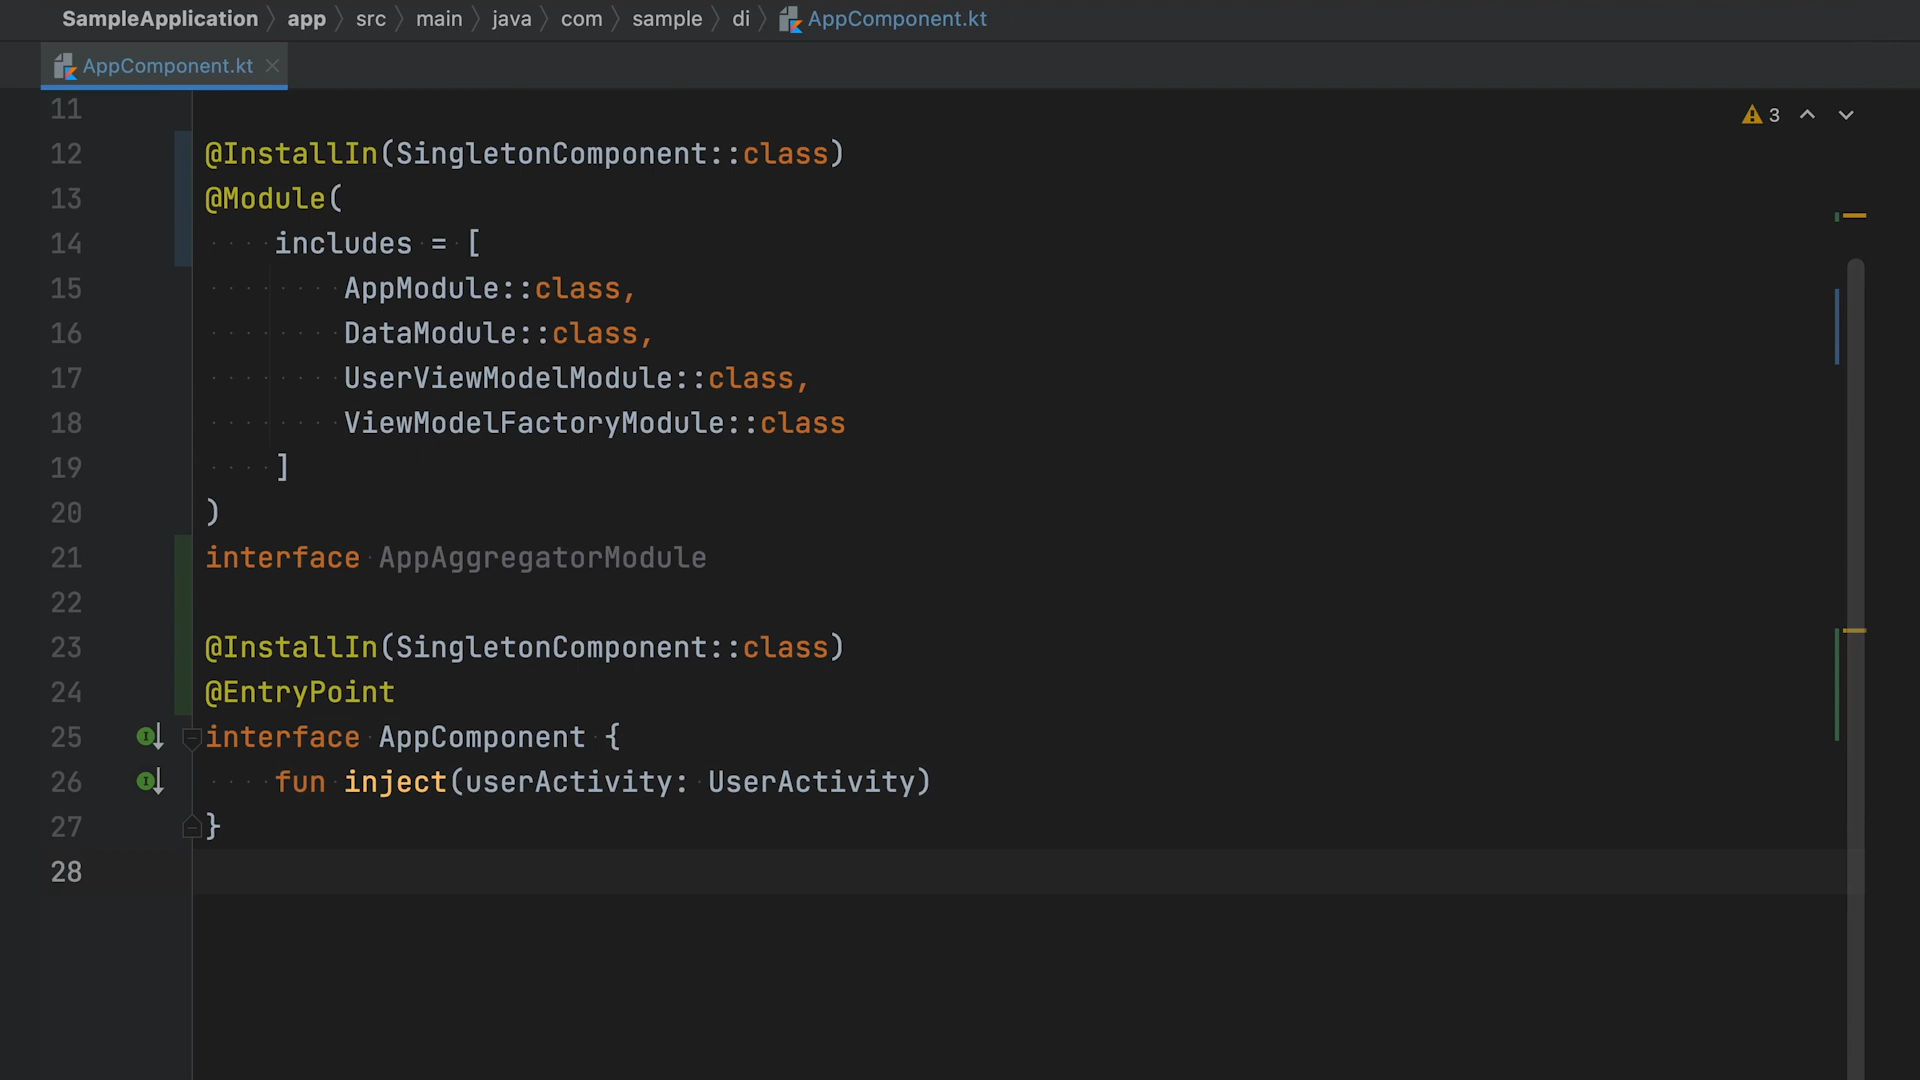 SampleApplication 〉 app 〉 src 〉 main 〉 java 〉 com 〉 sample 〉 di 〉 AppComponent.kt
AppComponent.kt ×
3
11
12 @InstallIn(SingletonComponent::class)
13 @Module(
14     includes = [
15         AppModule::class,
16         DataModule::class,
17         UserViewModelModule::class,
18         ViewModelFactoryModule::class
19     ]
20 )
21 interface AppAggregatorModule
22
23 @InstallIn(SingletonComponent::class)
24 @EntryPoint
25 interface AppComponent {
26     fun inject(userActivity: UserActivity)
27 }
28